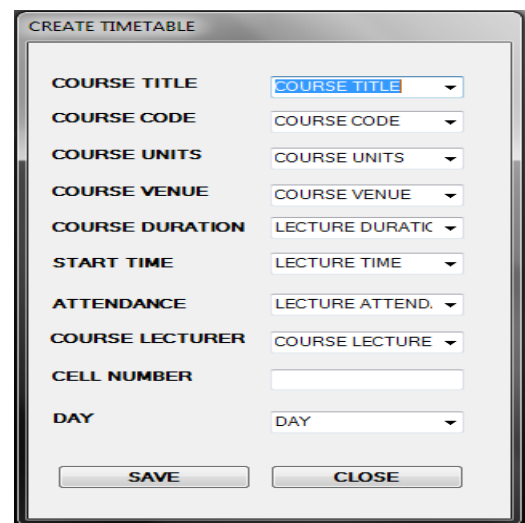 CREATE TIMETABLE
COURSE TITLE COURSE TITLE
COURSE CODE COURSE CODE
COURSE UNITS COURSE UNITS
COURSE VENUE COURSE VENUE
COURSE DURATION LECTURE DURATIC
START TIME LECTURE TIME
ATTENDANCE LECTURE ATTEND.
COURSE LECTURER COURSE LECTURE
CELL NUMBER
DAY DAY
SAVE CLOSE